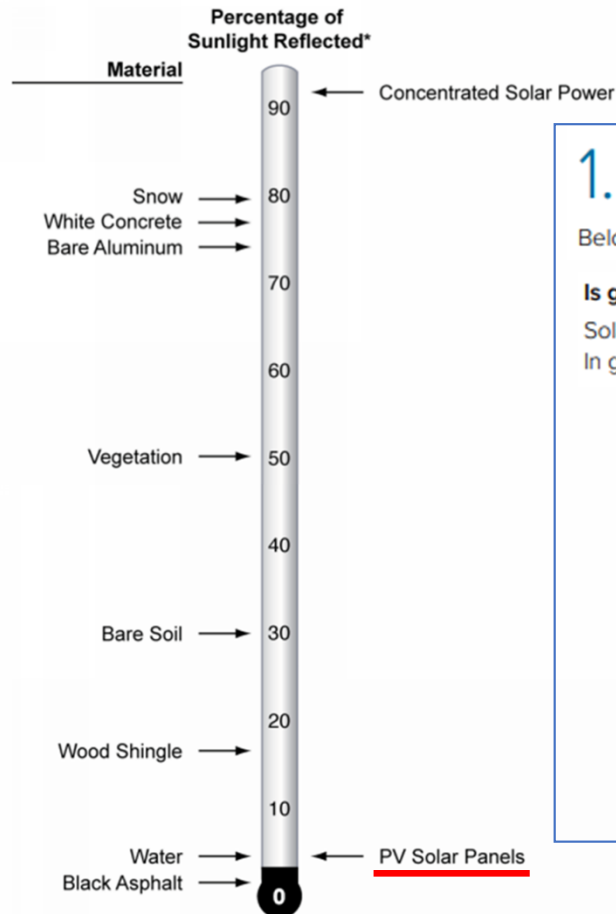 Percentage of
Sunlight Reflected*
Material
90
Concentrated Solar Power
Snow
80
White Concrete
Bare Aluminum
70
60
Vegetation
50
40
Bare Soil
30
20
Wood Shingle
10
Water
PV Solar Panels
Black Asphalt
0
1.
Is
In